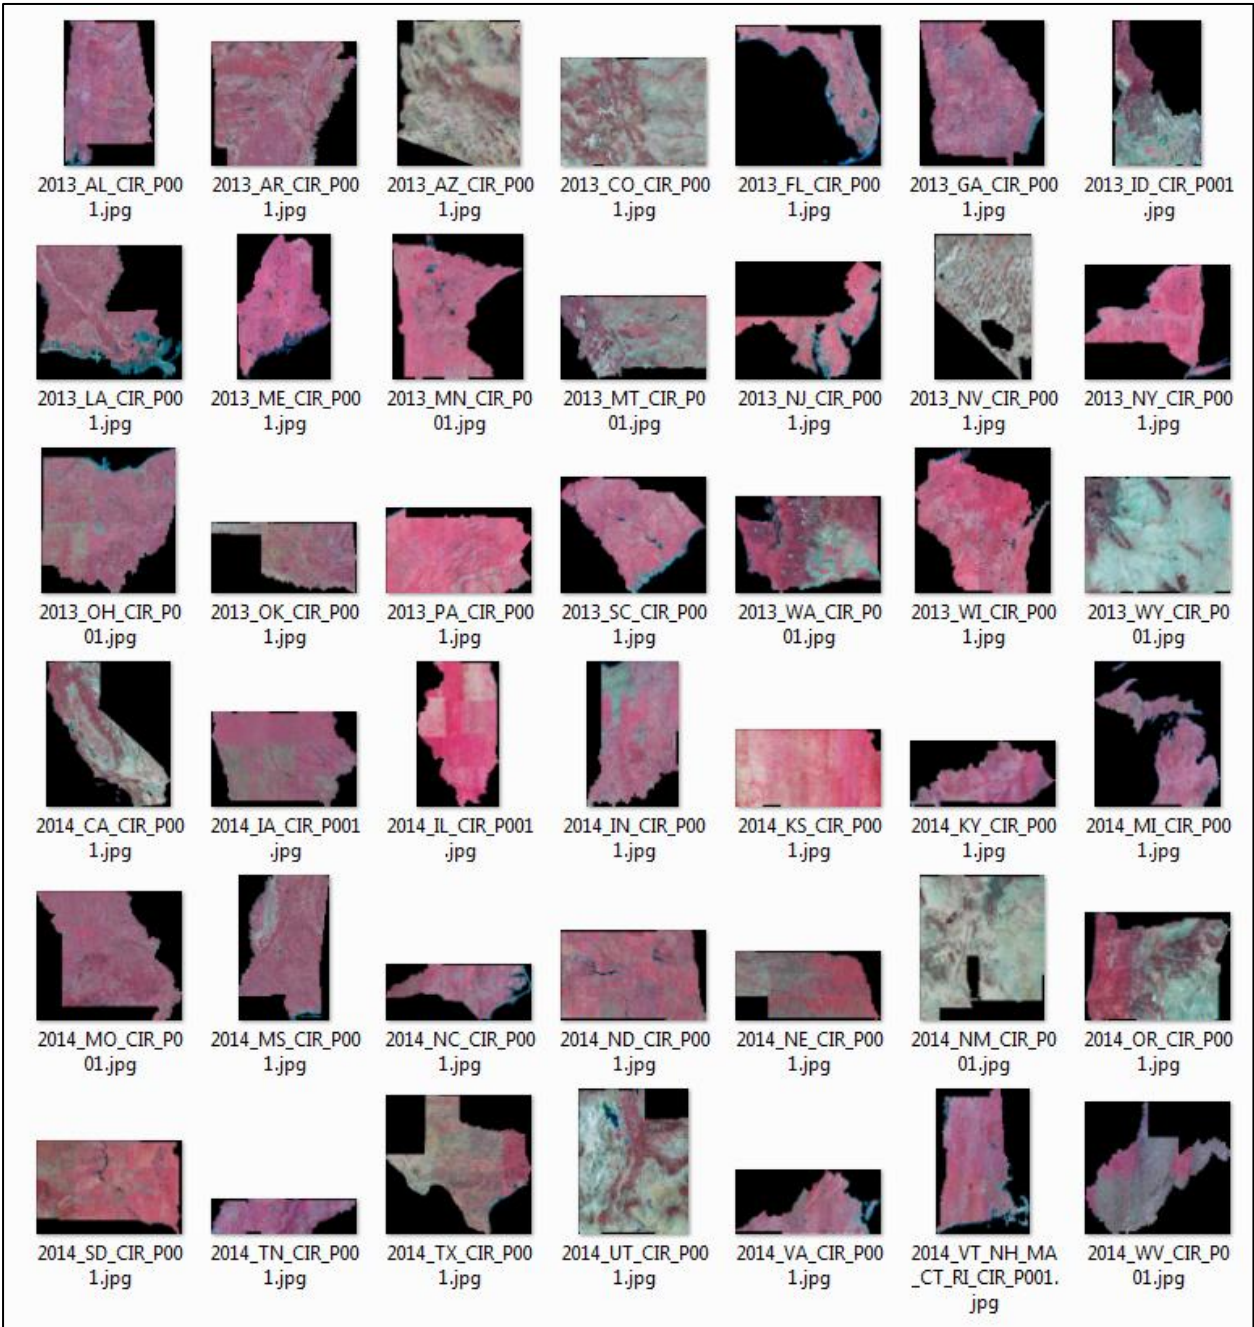 2013_AL_CIR_P00 2013_AR_CIR_P00 2013_AZ_CIR_P00 2013_CO_CIR_P00 2013_FL_CIR_P00 2013_GA_CIR_P00 2013_ID_CIR_P001
1.jpg 1.jpg 1.jpg 1.jpg 1.jpg 1.jpg .jpg
2013_LA_CIR_P00 2013_ME_CIR_P00 2013_MN_CIR_P0 2013_MT_CIR_P0 2013_NJ_CIR_P00 2013_NV_CIR_P00 2013_NY_CIR_P00
1.jpg 1.jpg 01.jpg 01.jpg 1.jpg 1.jpg 1.jpg
2013_OH_CIR_P0 2013_OK_CIR_P00 2013_PA_CIR_P00 2013_SC_CIR_P00 2013_WA_CIR_P0 2013_WI_CIR_P00 2013_WY_CIR_P0
01.jpg 1.jpg 1.jpg 1.jpg 01.jpg 1.jpg 01.jpg
2014_CA_CIR_P00 2014_IA_CIR_P001 2014_IL_CIR_P001 2014_IN_CIR_P00 2014_KS_CIR_P00 2014_KY_CIR_P00 2014_MI_CIR_P00
1.jpg .jpg .jpg 1.jpg 1.jpg 1.jpg 1.jpg
2014_MO_CIR_P0 2014_MS_CIR_P00 2014_NC_CIR_P00 2014_ND_CIR_P00 2014_NE_CIR_P00 2014_NM_CIR_P0 2014_OR_CIR_P00
01.jpg 1.jpg 1.jpg 1.jpg 1.jpg 01.jpg 1.jpg
2014_SD_CIR_P00 2014_TN_CIR_P00 2014_TX_CIR_P00 2014_UT_CIR_P00 2014_VA_CIR_P00 2014_VT_NH_MA 2014_WV_CIR_P0
1.jpg 1.jpg 1.jpg 1.jpg 1.jpg _CT_RI_CIR_P001. 01.jpg
jpg